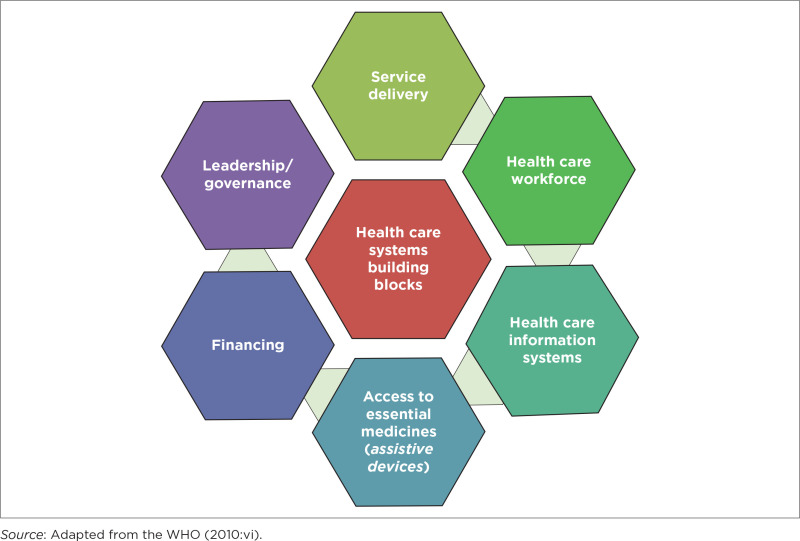 Service
delivery
Health care
workforce
Leadership/
governance
Health care
systems
building
blocks
Health care
information
systems
Financing
Access to
essential
medicines
(assistive
devices)
Source: Adapted from the WHO (2010:vi).